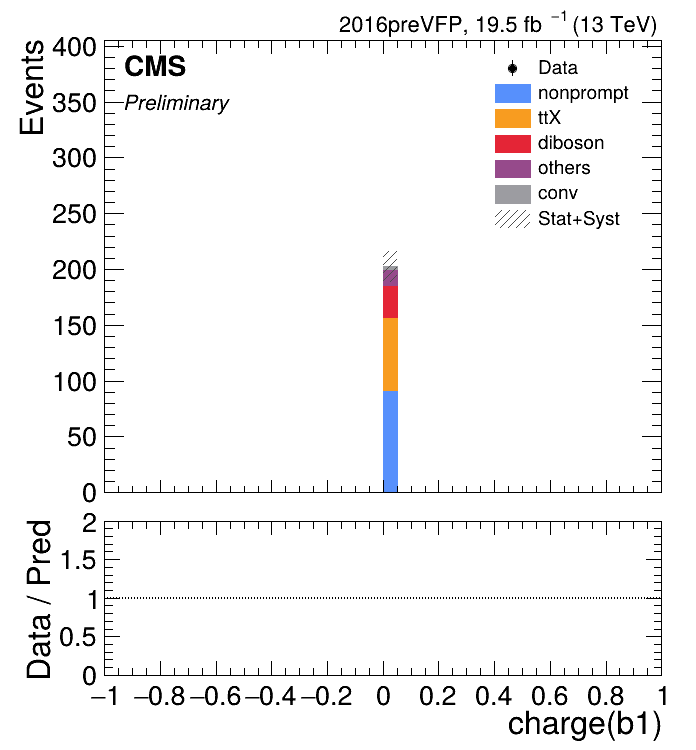 2016preVFP, 19.5 fb⁻¹ (13 TeV)
Events
400
350
300
250
200
150
100
50
0
CMS
Preliminary
Data
nonprompt
ttX
diboson
others
conv
Stat+Syst
Data / Pred
2
1.5
1
0.5
0
−1 −0.8 −0.6 −0.4 −0.2 0 0.2 0.4 0.6 0.8 1
charge(b1)